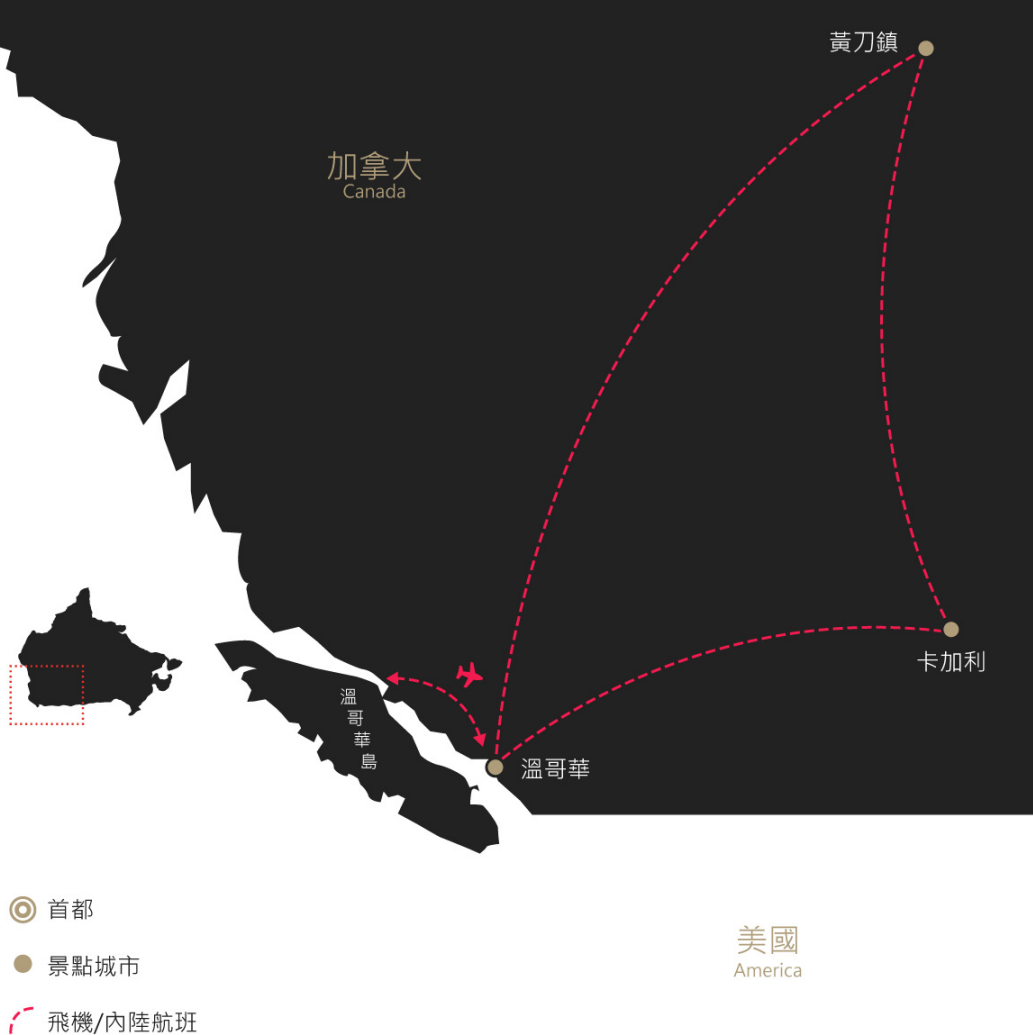 黃刀鎮
加拿大
Canada
卡加利
溫哥華島
溫哥華
首都
景點城市
飛機/內陸航班
美國
America